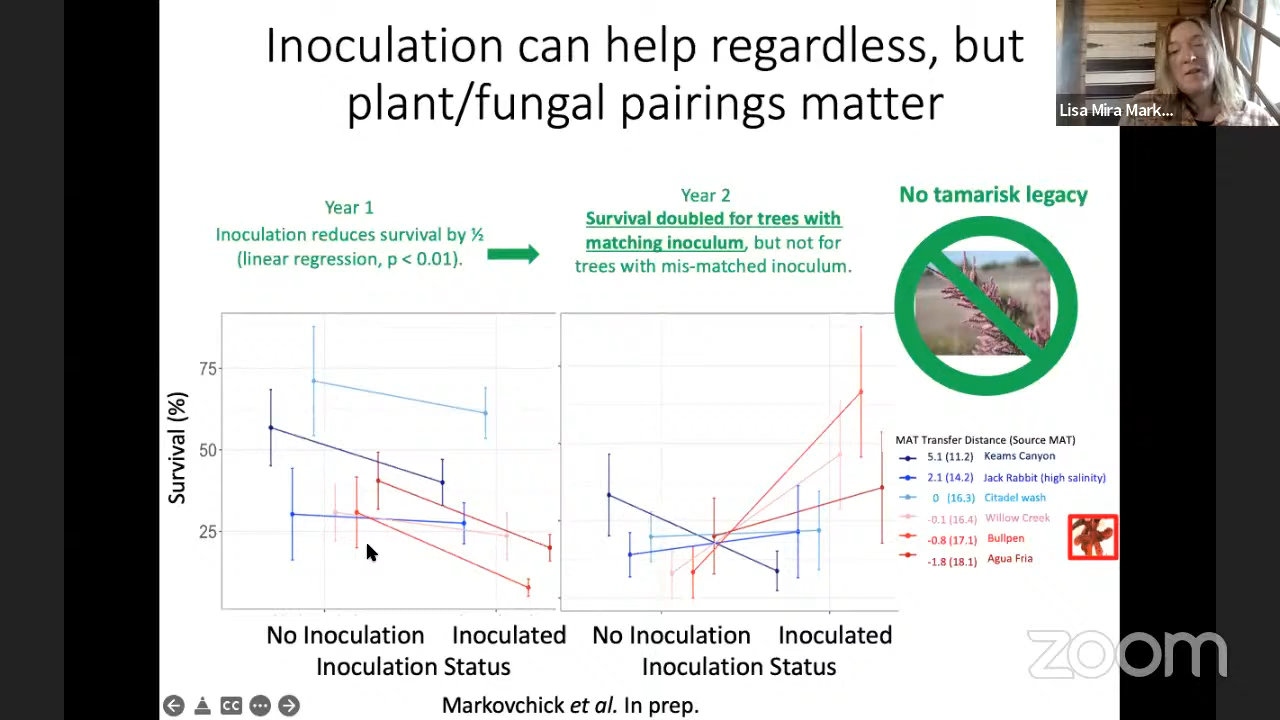 Inoculation can help regardless, but
plant/fungal pairings matter
Lisa Mira Mark...
Year 1
Inoculation reduces survival by ½
(linear regression, p < 0.01).
Year 2
Survival doubled for trees with
matching inoculum, but not for
trees with mis-matched inoculum.
No tamarisk legacy
Survival (%)
75
50
25
No Inoculation Inoculated
Inoculation Status
No Inoculation Inoculated
Inoculation Status
MAT Transfer Distance (Source MAT)
5.1 (11.2) Keams Canyon
2.1 (14.2) Jack Rabbit (high salinity)
0 (16.3) Citadel wash
-0.1 (16.4) Willow Creek
-0.8 (17.1) Bullpen
-1.8 (18.1) Agua Fria
CC
Markovchick et al. In prep.
zoom